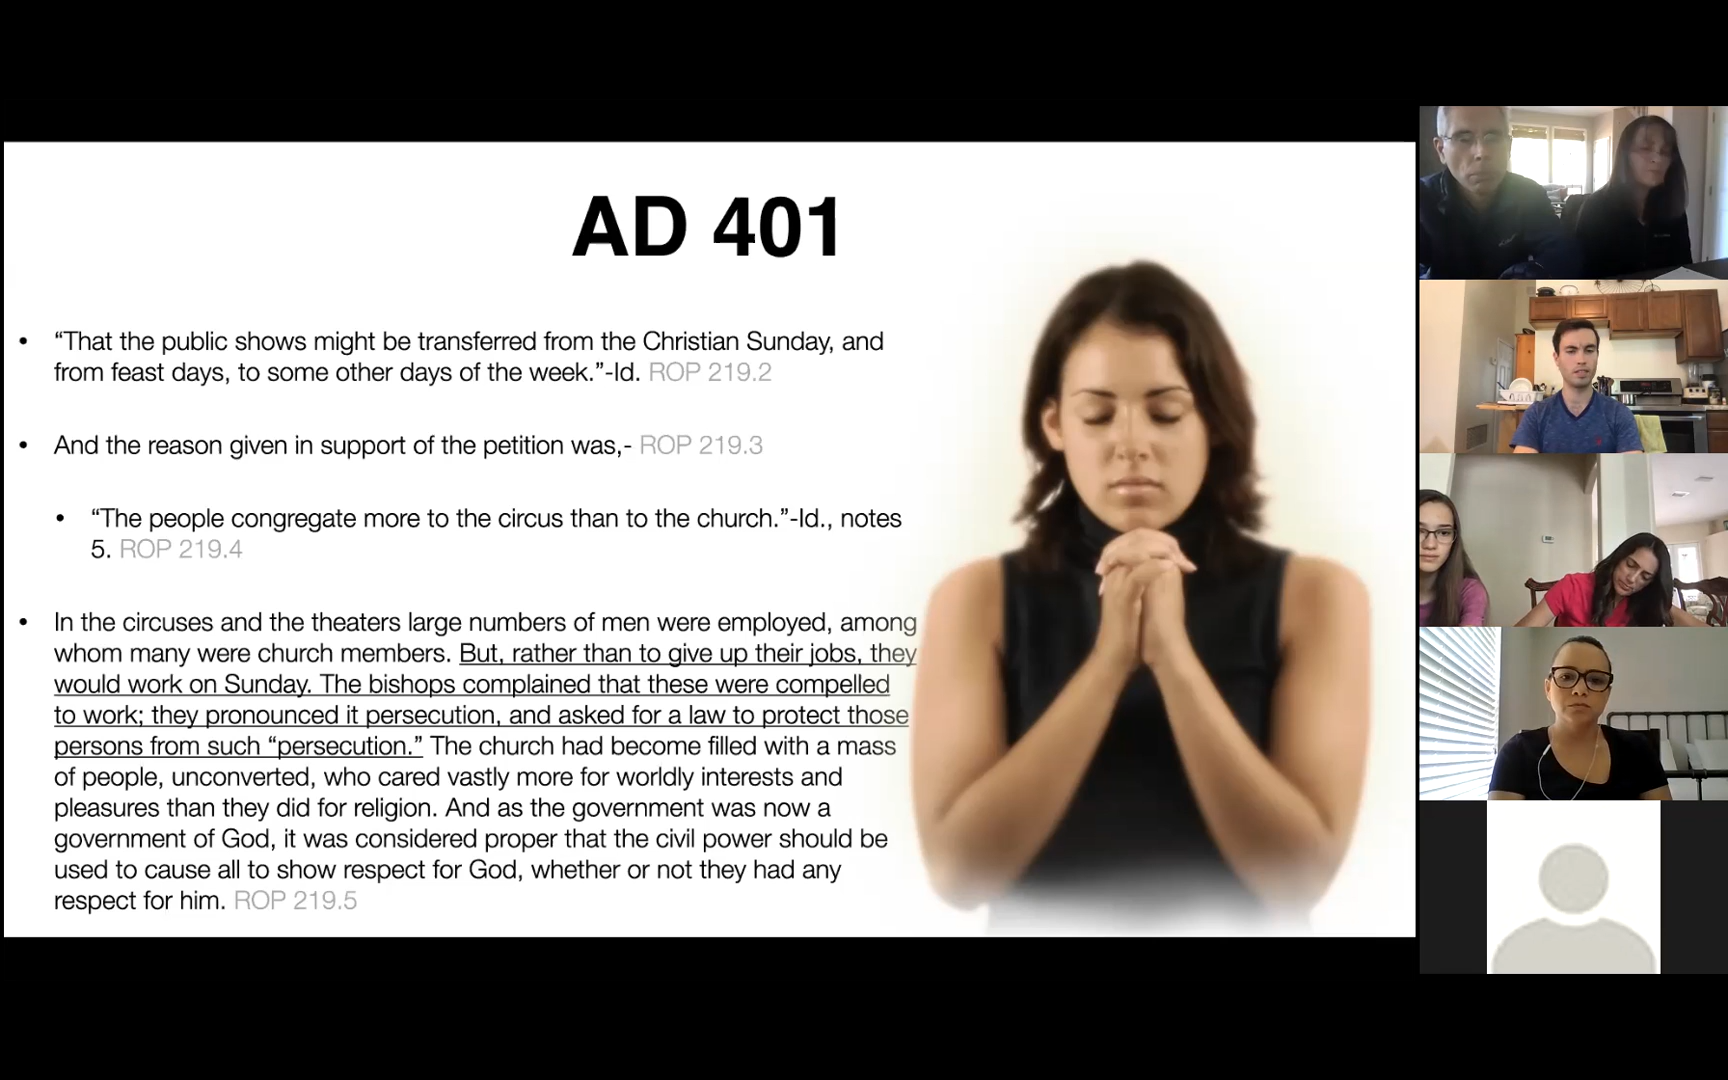 AD 401
• “That the public shows might be transferred from the Christian Sunday, and
from feast days, to some other days of the week.”-Id. ROP 219.2
• And the reason given in support of the petition was,- ROP 219.3
• “The people congregate more to the circus than to the church.”-Id., notes
5. ROP 219.4
• In the circuses and the theaters large numbers of men were employed, among
whom many were church members. But, rather than to give up their jobs, they
would work on Sunday. The bishops complained that these were compelled
to work; they pronounced it persecution, and asked for a law to protect those
persons from such “persecution.” The church had become filled with a mass
of people, unconverted, who cared vastly more for worldly interests and
pleasures than they did for religion. And as the government was now a
government of God, it was considered proper that the civil power should be
used to cause all to show respect for God, whether or not they had any
respect for him. ROP 219.5